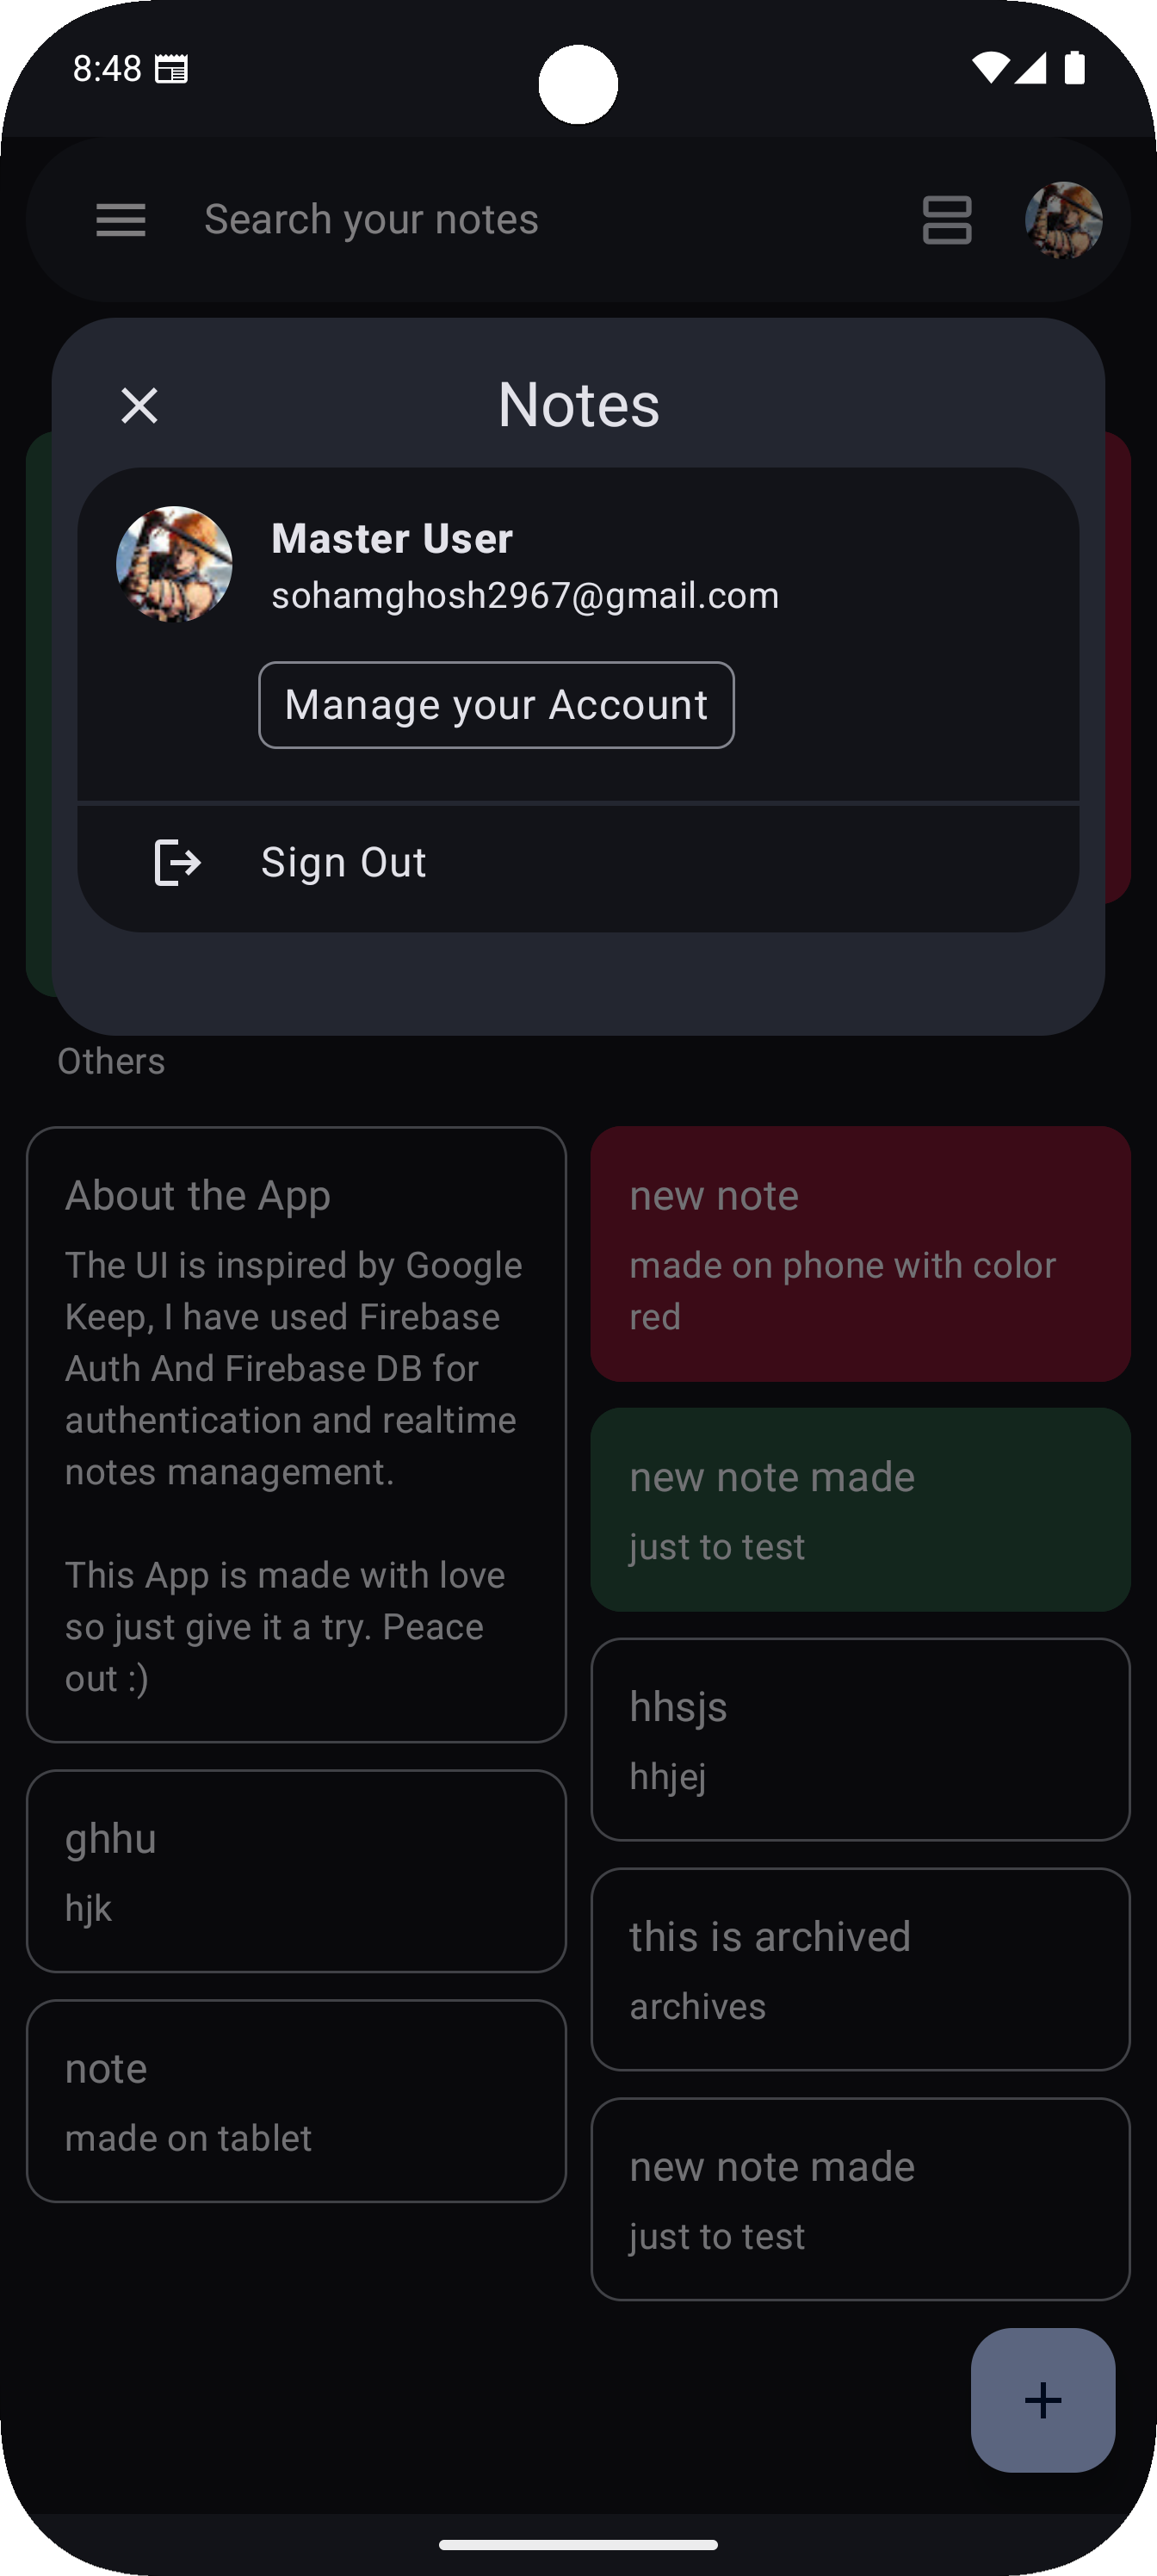 8:48
Search your notes
Notes
Master User
sohamghosh2967@gmail.com
Manage your Account
Sign Out
Others
About the App
The UI is inspired by Google
Keep, I have used Firebase
Auth And Firebase DB for
authentication and realtime
notes management.
This App is made with love
so just give it a try. Peace
out :)
ghhu
hjk
note
made on tablet
new note
made on phone with color
red
new note made
just to test
hhsjs
hhjej
this is archived
archives
new note made
just to test